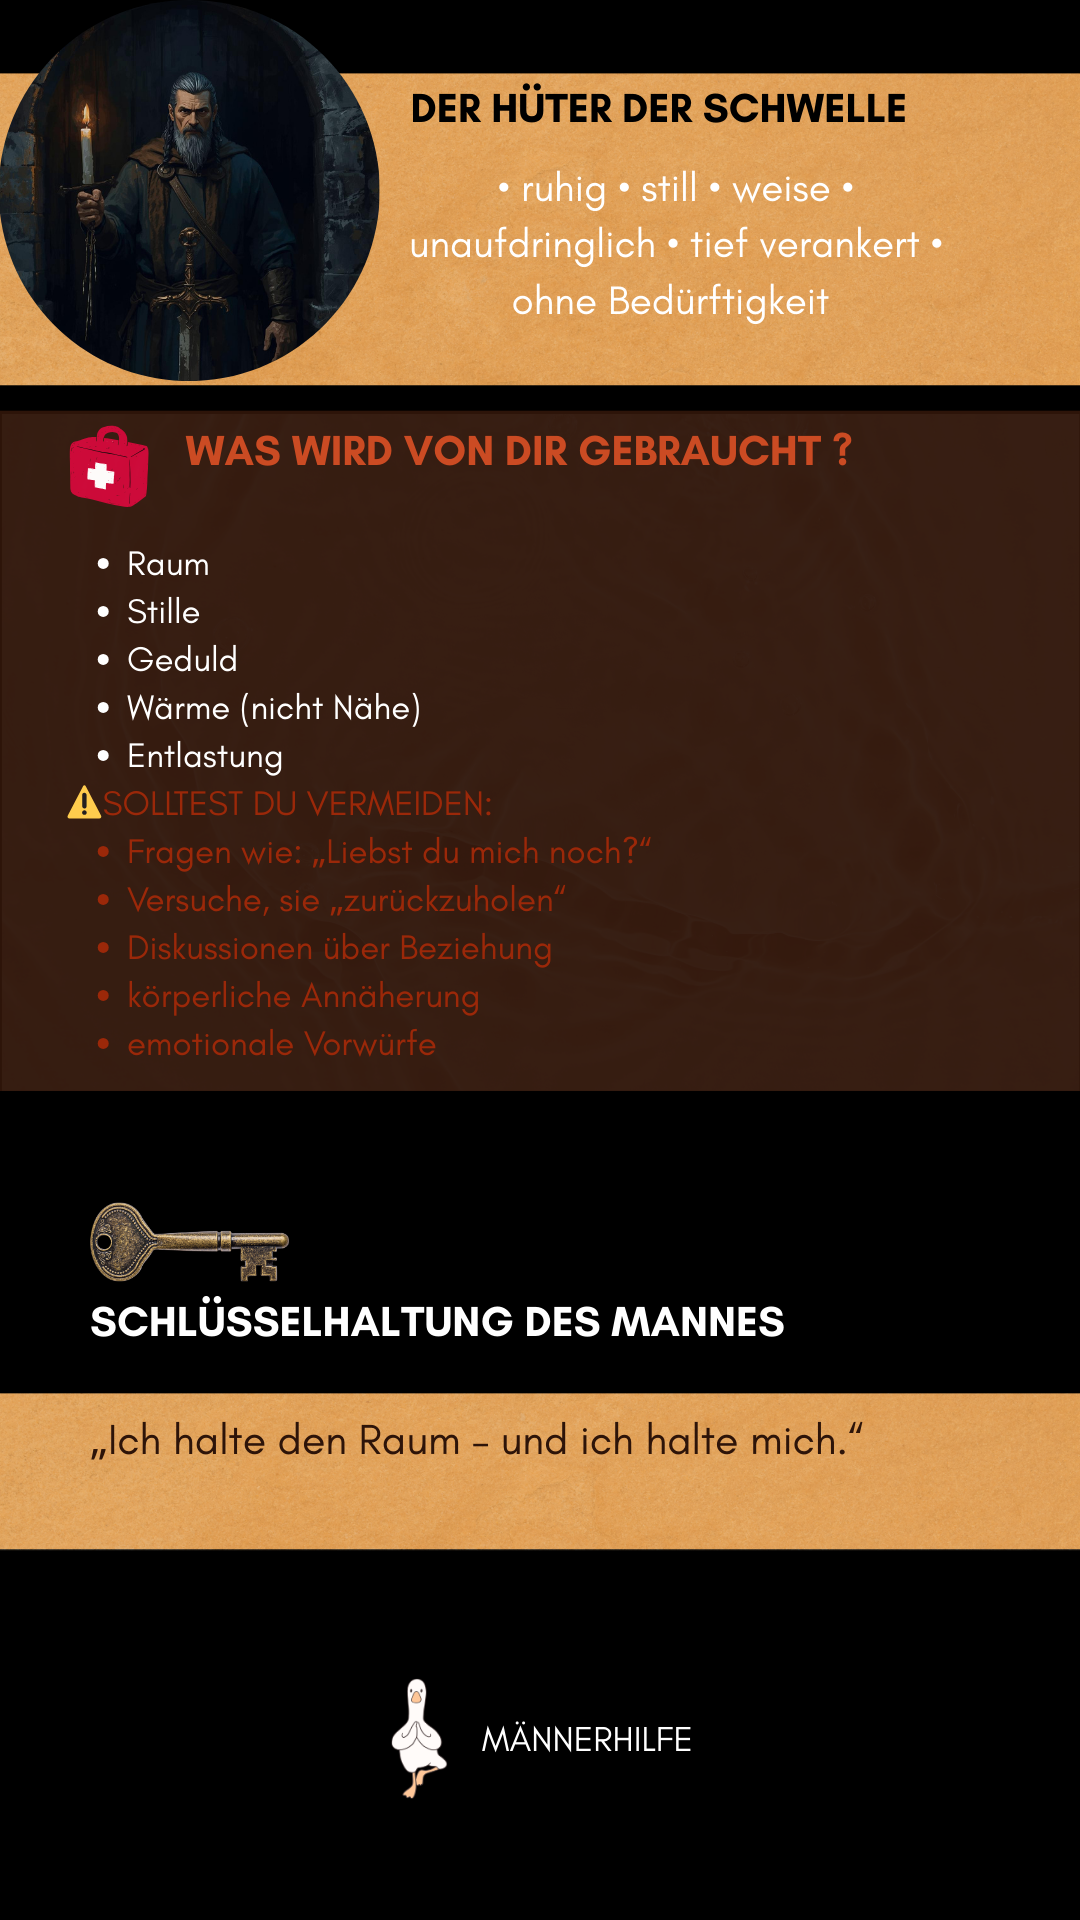 DER HÜTER DER SCHWELLE
• ruhig • still • weise •
unaufdringlich • tief verankert •
ohne Bedürftigkeit
WAS WIRD VON DIR GEBRAUCHT ?
• Raum
• Stille
• Geduld
• Wärme (nicht Nähe)
• Entlastung
⚠️SOLLTEST DU VERMEIDEN:
• Fragen wie: „Liebst du mich noch?“
• Versuche, sie „zurückzuholen“
• Diskussionen über Beziehung
• körperliche Annäherung
• emotionale Vorwürfe
SCHLÜSSELHALTUNG DES MANNES
„Ich halte den Raum – und ich halte mich.“
MÄNNERHILFE